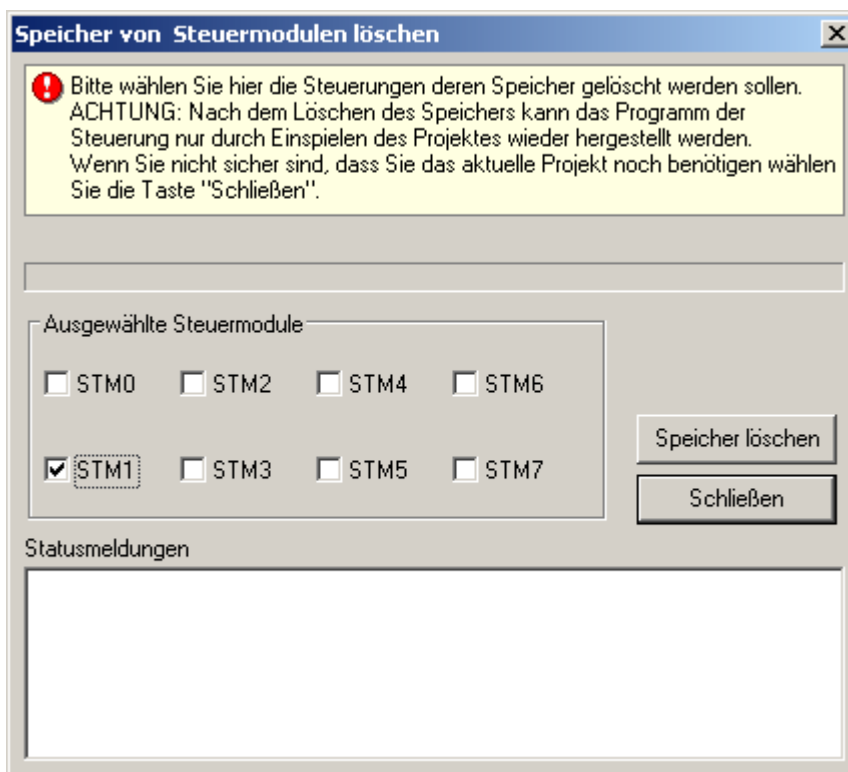 Speicher von  Steuermodulen löschen
Bitte wählen Sie hier die Steuerungen deren Speicher gelöscht werden sollen.
ACHTUNG: Nach dem Löschen des Speichers kann das Programm der
Steuerung nur durch Einspielen des Projektes wieder hergestellt werden.
Wenn Sie nicht sicher sind, dass Sie das aktuelle Projekt noch benötigen wählen
Sie die Taste "Schließen".
Ausgewählte Steuermodule
STM0 STM2 STM4 STM6
STM1 STM3 STM5 STM7
Speicher löschen
Schließen
Statusmeldungen